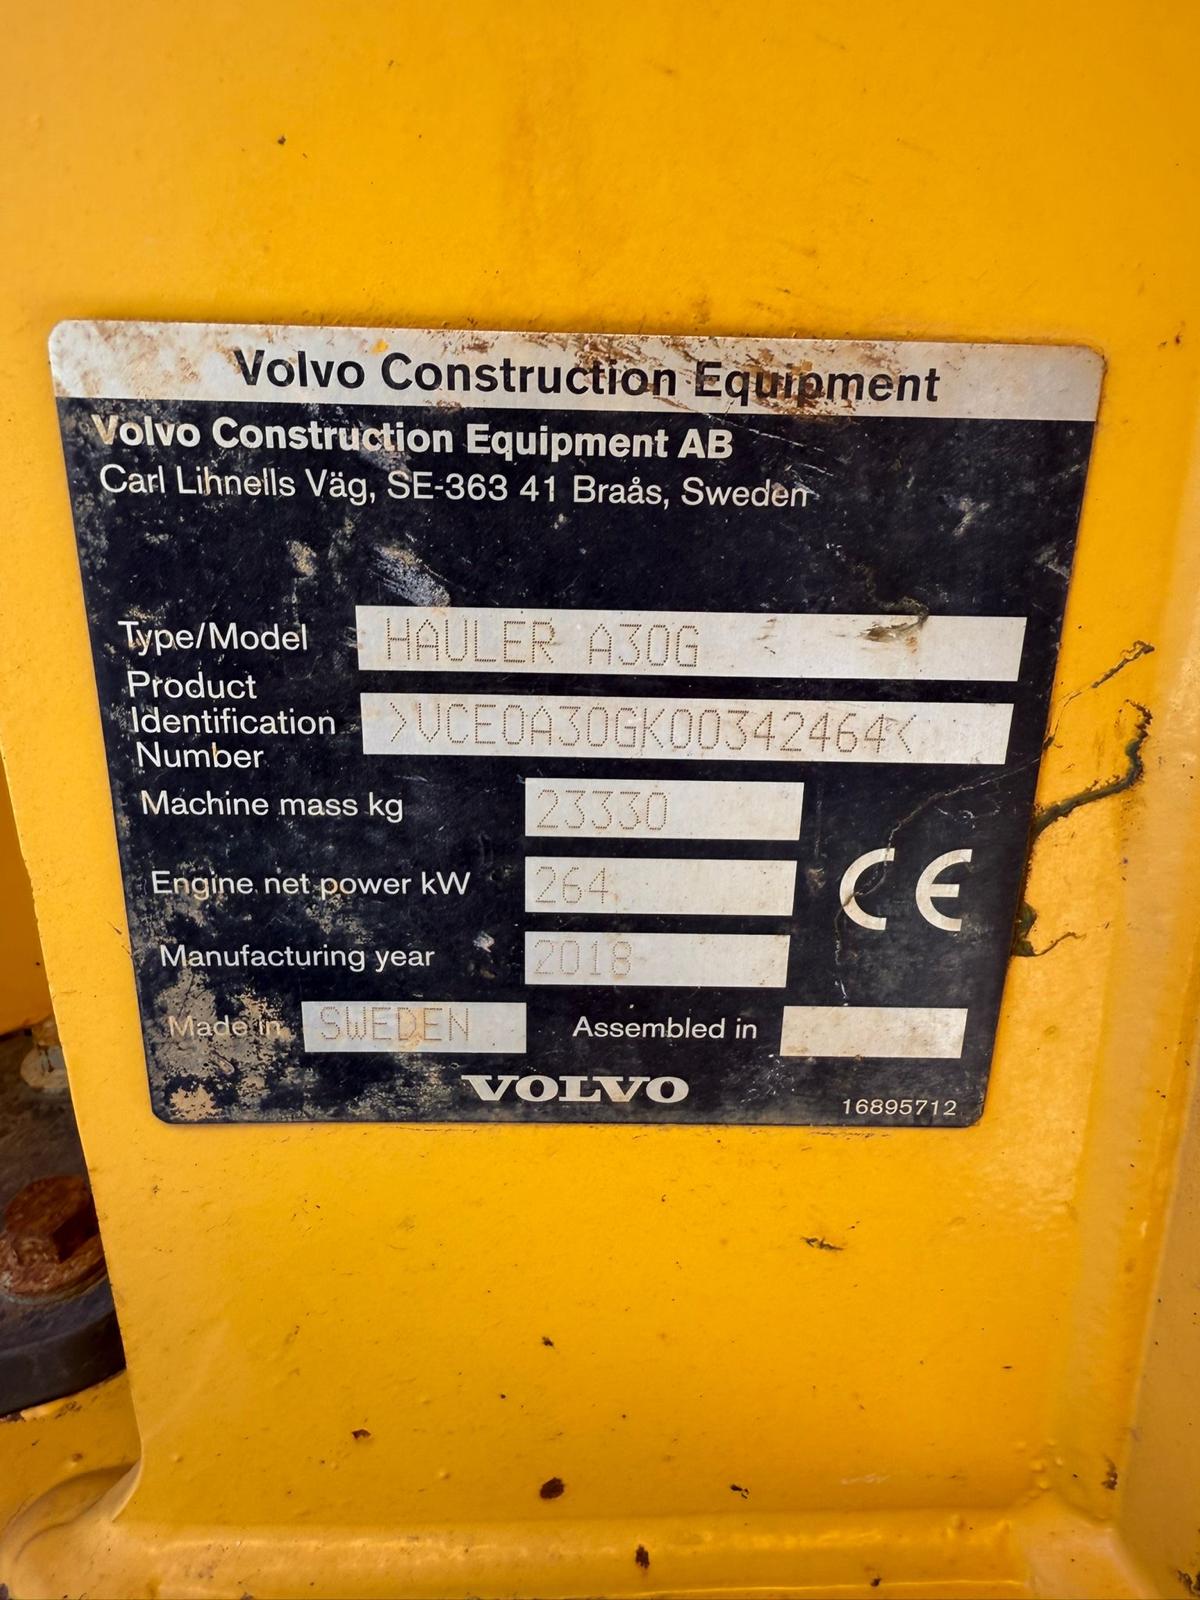 Volvo Construction Equipment
Volvo Construction Equipment AB
Carl Lihnells Väg, SE-363 41 Braås, Sweden
Type/Model HAULER A30G
Product
Identification
Number >VCE0A30GK00342464<
Machine mass kg 23330
Engine net power kW 264
CE
Manufacturing year 2018
Made in SWEDEN Assembled in
VOLVO
16895712